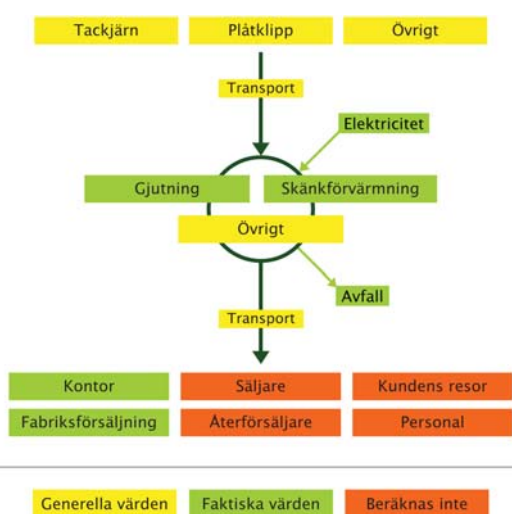 Tackjärn Plåtklipp Övrigt
Transport
Elektricitet
Gjutning Skänkförvärmning
Övrigt
Avfall
Transport
Kontor Säljare Kundens resor
Fabriksförsäljning Återförsäljare Personal
Generella värden Faktiska värden Beräknas inte